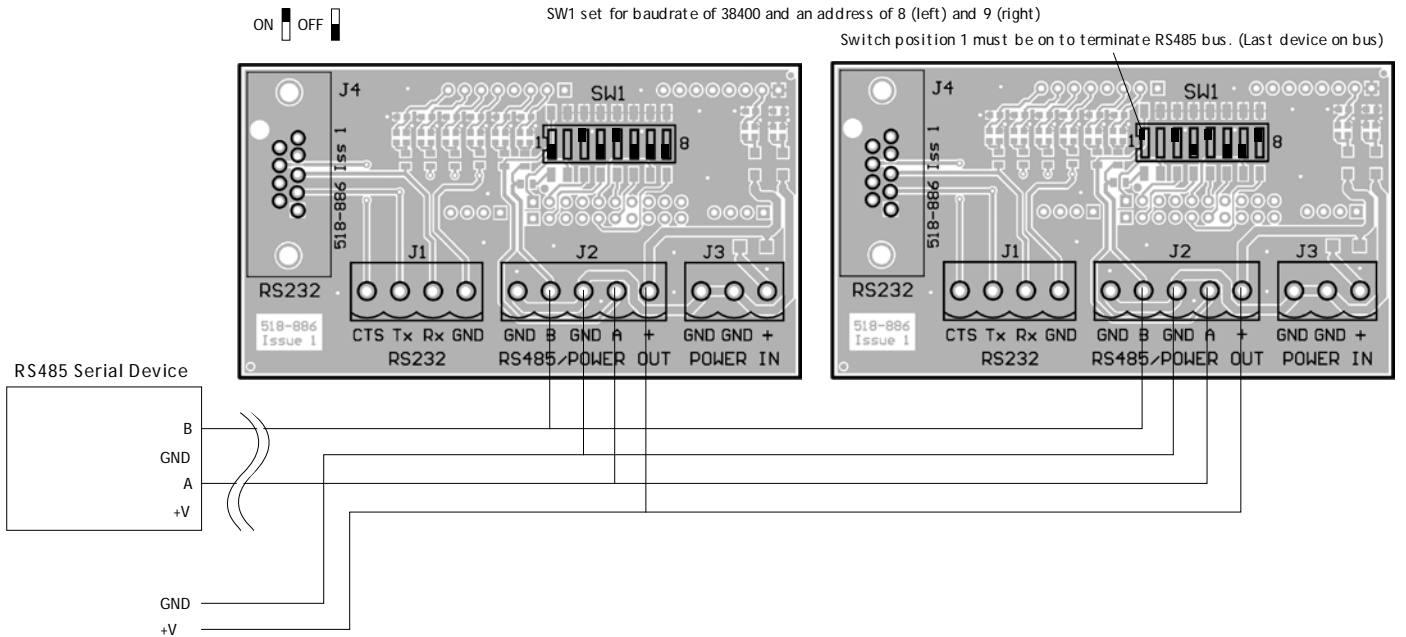 ON OFF
SW1 set for baudrate of 38400 and an address of 8 (left) and 9 (right)
Switch position 1 must be on to terminate RS485 bus. (Last device on bus)
J4
SW1
1
8
518-886 Iss 1
J1
J2
J3
RS232
518-886
Issue 1
CTS Tx Rx GND
RS232
GND B GND A +
RS485/POWER OUT
GND GND +
POWER IN
J4
SW1
1
8
518-886 Iss 1
J1
J2
J3
RS232
518-886
Issue 1
CTS Tx Rx GND
RS232
GND B GND A +
RS485/POWER OUT
GND GND +
POWER IN
RS485 Serial Device
B
GND
A
+V
GND
+V